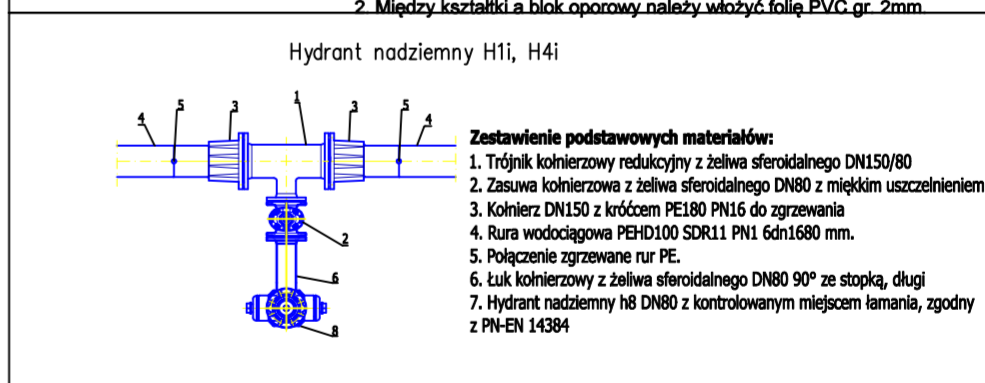 2. Między kształtki a blok oporowy należy włożyć folię PVC gr. 2mm.
Hydrant nadziemny H1i, H4i
4 5 3 1 3 5 4
2
6
8
Zestawienie podstawowych materiałów:
1. Trójnik kołnierzowy redukcyjny z żeliwa sferoidalnego DN150/80
2. Zasuwa kołnierzowa z żeliwa sferoidalnego DN80 z miękkim uszczelnieniem
3. Kołnierz DN150 z króćcem PE180 PN16 do zgrzewania
4. Rura wodociągowa PEHD100 SDR11 PN1 6dn1680 mm.
5. Połączenie zgrzewane rur PE.
6. Łuk kołnierzowy z żeliwa sferoidalnego DN80 90° ze stopką, długi
7. Hydrant nadziemny h8 DN80 z kontrolowanym miejscem łamania, zgodny
z PN-EN 14384